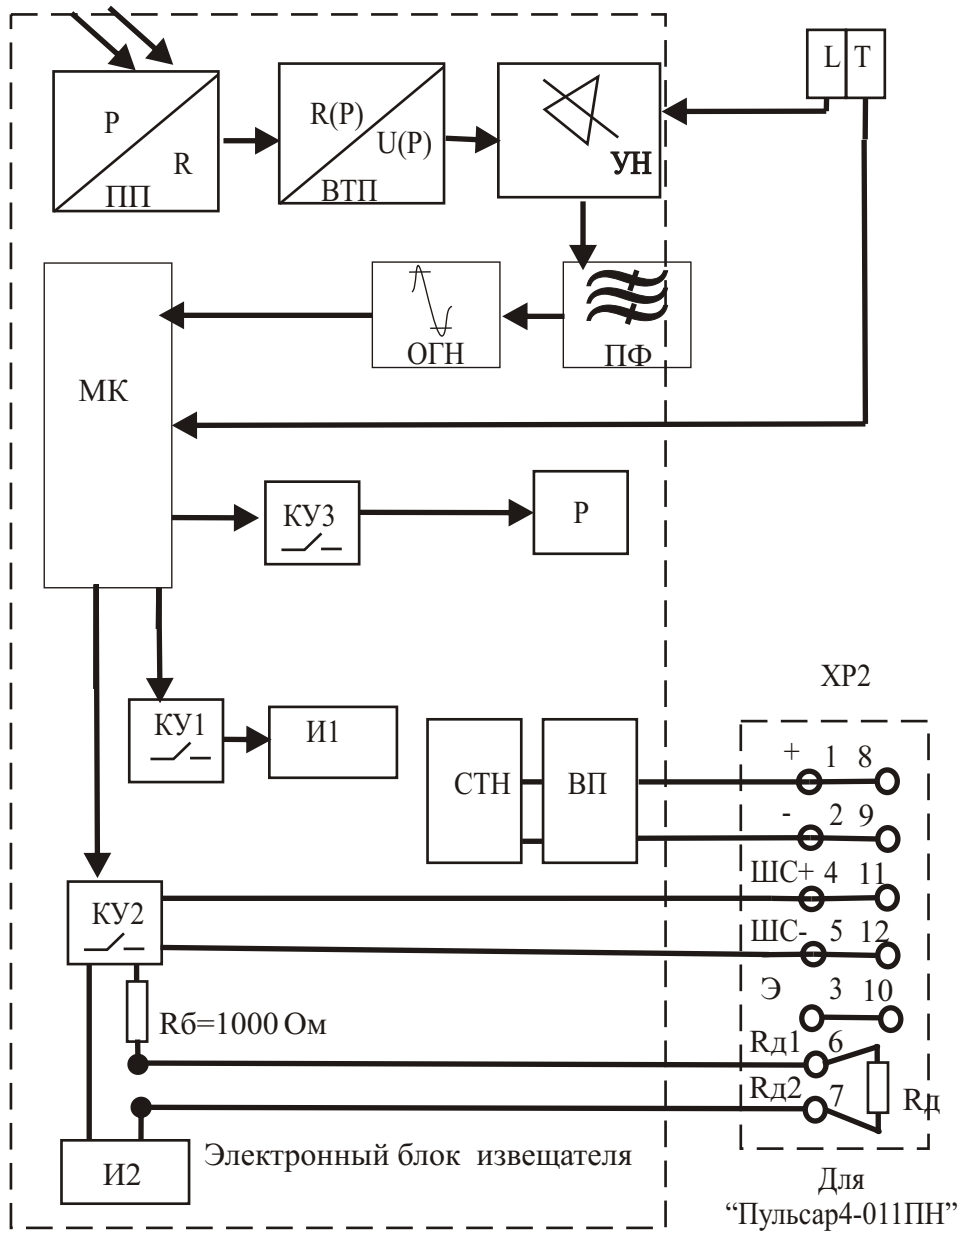 L T
P
R
ПП
R(P)
U(P)
ВТП
УН
МК
ОГН
ПФ
КУ3
Р
КУ1
И1
СТН
ВП
ХР2
+ 1 8
- 2 9
ШС+ 4 11
ШС- 5 12
Э 3 10
КУ2
Rб=1000 Ом
Rд1 6
Rд2 7
Rд
И2
Электронный блок извещателя
Для
“Пульсар4-011ПН”